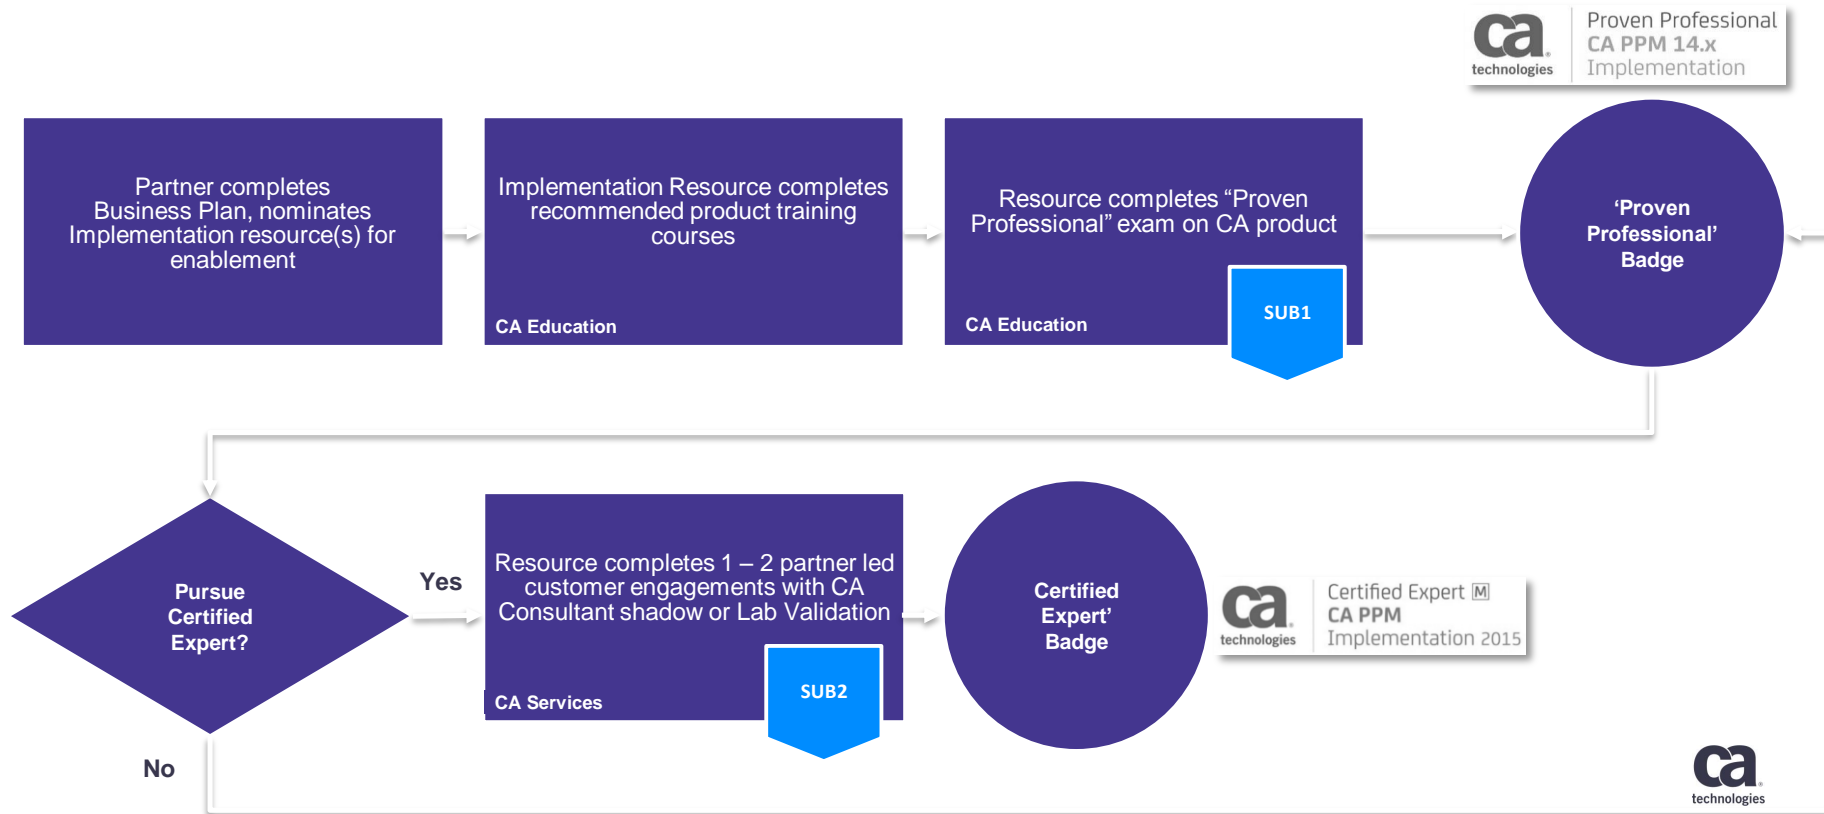 ca
technologies
Proven Professional
CA PPM 14.x
Implementation
Partner completes
Business Plan, nominates
Implementation resource(s) for
enablement
Implementation Resource completes
recommended product training
courses
CA Education
Resource completes “Proven
Professional” exam on CA product
CA Education
SUB1
‘Proven
Professional’
Badge
Pursue
Certified
Expert?
Yes
No
Resource completes 1 – 2 partner led
customer engagements with CA
Consultant shadow or Lab Validation
CA Services
SUB2
Certified
Expert’
Badge
ca
technologies
Certified Expert M
CA PPM
Implementation 2015
ca
technologies